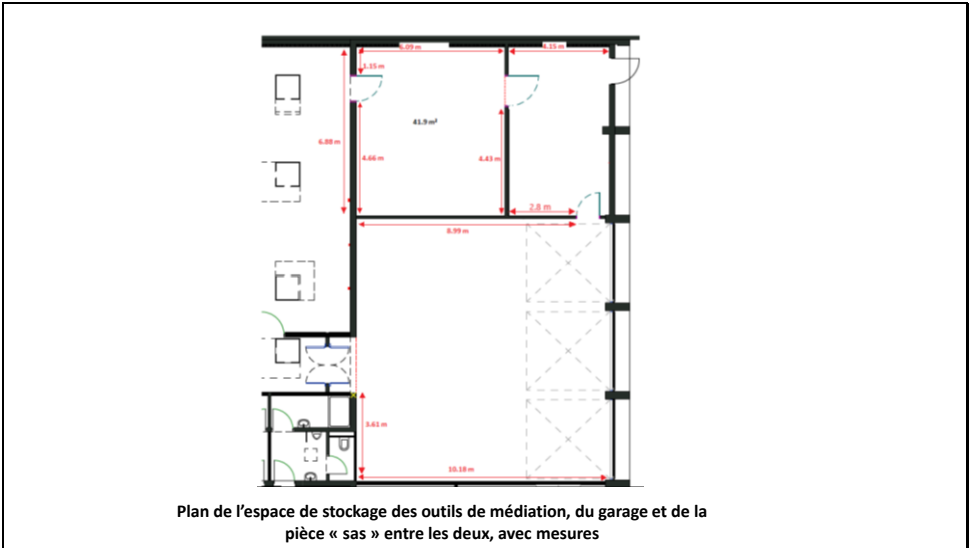 6.09 m
4.15 m
1.15 m
41.9 m²
6.88 m
4.66 m
4.43 m
2.8 m
8.99 m
3.61 m
10.18 m
Plan de l’espace de stockage des outils de médiation, du garage et de la
pièce « sas » entre les deux, avec mesures